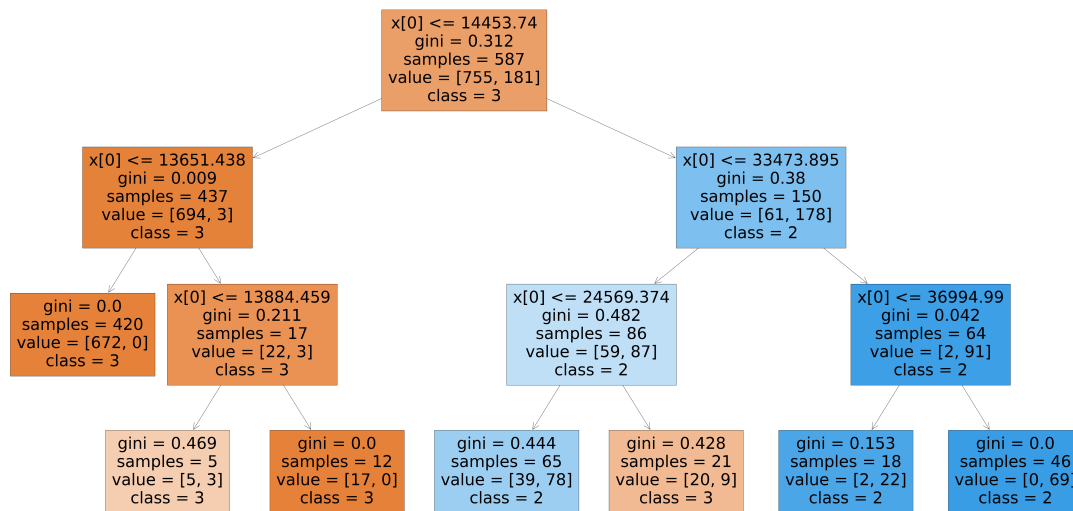 x[0] <= 14453.74
gini = 0.312
samples = 587
value = [755, 181]
class = 3
x[0] <= 13651.438
gini = 0.009
samples = 437
value = [694, 3]
class = 3
x[0] <= 33473.895
gini = 0.38
samples = 150
value = [61, 178]
class = 2
gini = 0.0
samples = 420
value = [672, 0]
class = 3
x[0] <= 13884.459
gini = 0.211
samples = 17
value = [22, 3]
class = 3
x[0] <= 24569.374
gini = 0.482
samples = 86
value = [59, 87]
class = 2
x[0] <= 36994.99
gini = 0.042
samples = 64
value = [2, 91]
class = 2
gini = 0.469
samples = 5
value = [5, 3]
class = 3
gini = 0.0
samples = 12
value = [17, 0]
class = 3
gini = 0.444
samples = 65
value = [39, 78]
class = 2
gini = 0.428
samples = 21
value = [20, 9]
class = 3
gini = 0.153
samples = 18
value = [2, 22]
class = 2
gini = 0.0
samples = 46
value = [0, 69]
class = 2